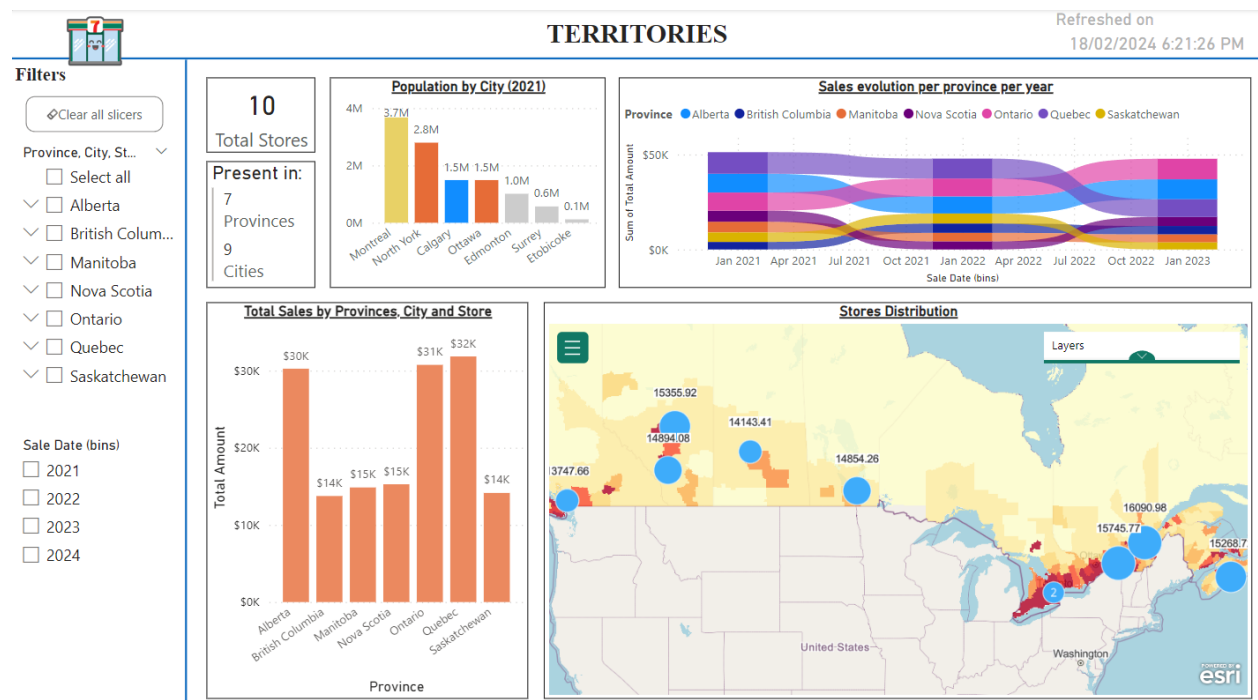 TERRITORIES
Refreshed on
18/02/2024 6:21:26 PM
7
Filters
Clear all slicers
Province, City, St...
Select all
Alberta
British Colum...
Manitoba
Nova Scotia
Ontario
Quebec
Saskatchewan
Sale Date (bins)
2021
2022
2023
2024
10
Total Stores
Present in:
7
Provinces
9
Cities
Population by City (2021)
4M
2M
0M
3.7M
2.8M
1.5M
1.5M
1.0M
0.6M
0.1M
Montreal
North York
Calgary
Ottawa
Edmonton
Surrey
Etobicoke
Sales evolution per province per year
Province Alberta British Columbia Manitoba Nova Scotia Ontario Quebec Saskatchewan
Sum of Total Amount
$50K
$0K
Jan 2021 Apr 2021 Jul 2021 Oct 2021 Jan 2022 Apr 2022 Jul 2022 Oct 2022 Jan 2023
Sale Date (bins)
Total Sales by Provinces, City and Store
Total Amount
$30K
$20K
$10K
$0K
$30K
$14K
$15K
$15K
$31K
$32K
$14K
Alberta
British Columbia
Manitoba
Nova Scotia
Ontario
Quebec
Saskatchewan
Province
Stores Distribution
Layers
15355.92
14143.41
14894.08
14854.26
13747.66
16090.98
15745.77
15268.7
2
United States
Washington
POWERED BY
esri